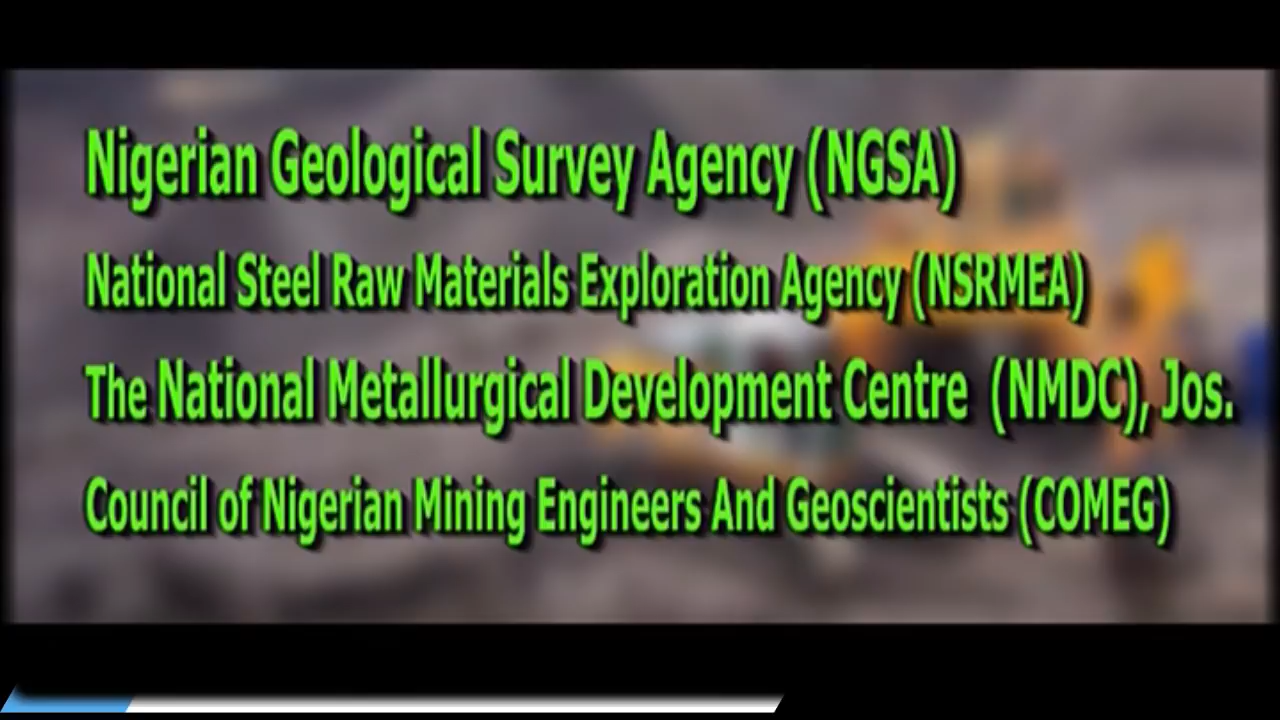 Nigerian Geological Survey Agency (NGSA)
National Steel Raw Materials Exploration Agency (NSRMEA)
The National Metallurgical Development Centre (NMDC), Jos.
Council of Nigerian Mining Engineers And Geoscientists (COMEG)